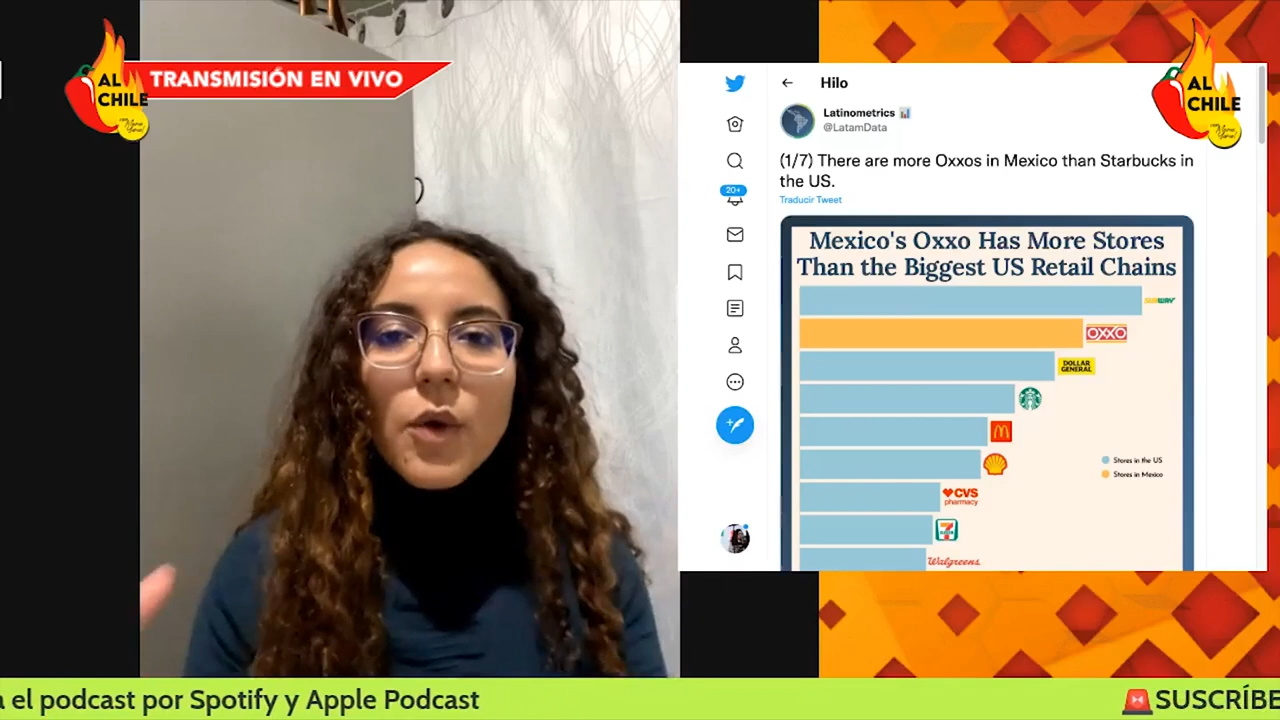 AL
CHILE
TRANSMISIÓN EN VIVO
Hilo
Latinometrics
@LatamData
(1/7) There are more Oxxos in Mexico than Starbucks in
the US.
Traducir Tweet
20+
Mexico's Oxxo Has More Stores
Than the Biggest US Retail Chains
SUBWAY
OXXO
DOLLAR
GENERAL
CVS
pharmacy
Walgreens
Stores in the US
Stores in Mexico
AL
CHILE
á el podcast por Spotify y Apple Podcast
SUSCRÍBE